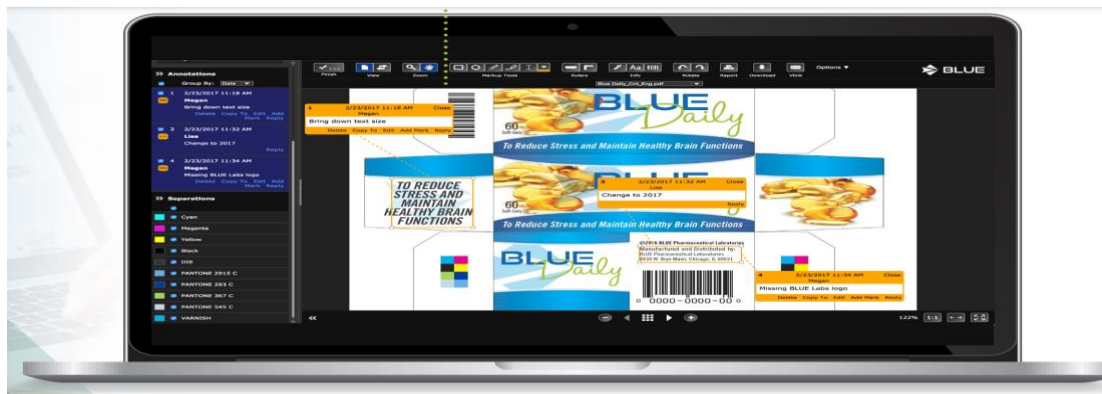 Annotations
Group By: Date
1 2/23/2017 11:18 AM
Megan
Bring down text size
Delete Copy To Edit Add Mark Reply
3 2/23/2017 11:32 AM
Lisa
Change to 2017
Reply
4 2/23/2017 11:34 AM
Megan
Missing BLUE Labs logo
Delete Copy To Edit Add Mark Reply
Separations
Cyan
Magenta
Yellow
Black
DIE
PANTONE 2915 C
PANTONE 293 C
PANTONE 367 C
PANTONE 545 C
VARNISH
Finish
View
Zoom
Markup Tools
Rulers
Aa
Info
Rotate
Report
Download
Options
BLUE
Blue Daily_Cnt_Eng.pdf
1 2/23/2017 11:18 AM Close
Megan
Bring down text size
Delete Copy To Edit Add Mark Reply
BLUE
Daily
60
To Reduce Stress and Maintain Healthy Brain Functions
TO REDUCE
STRESS AND
MAINTAIN
HEALTHY BRAIN
FUNCTIONS
3 2/23/2017 11:32 AM Close
Change to 2017
Reply
60
To Reduce Stress and Maintain Healthy Brain Functions
BLUE
Daily
©2016 BLUE Pharmaceutical Laboratories
Manufactured and Distributed by:
BLUE Pharmaceutical Laboratories
0 0000-0000-00 0
4 2/23/2017 11:34 AM Close
Megan
Missing BLUE Labs logo
Delete Copy To Edit Add Mark Reply
122%
1:1